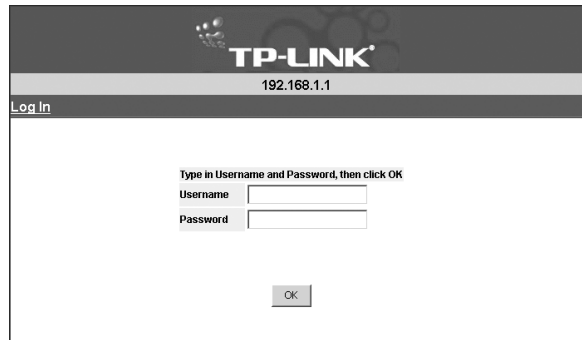 TP-LINK
192.168.1.1
Log In
Type in Username and Password, then click OK
Username
Password
OK